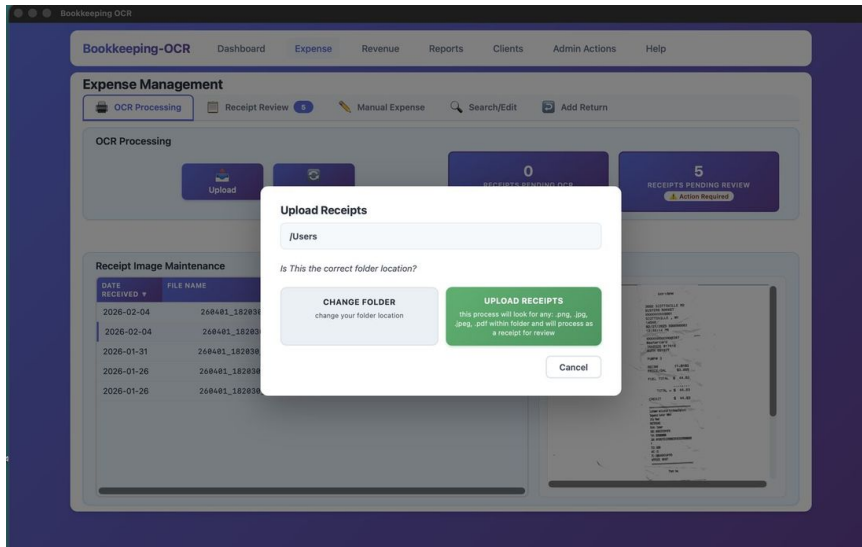 Bookkeeping OCR
Bookkeeping-OCR Dashboard Expense Revenue Reports Clients Admin Actions Help
Expense Management
OCR Processing Receipt Review 5 Manual Expense Search/Edit Add Return
OCR Processing
Upload
0
RECEIPTS PENDING OCR
5
RECEIPTS PENDING REVIEW
Action Required
Upload Receipts
/Users
Is This the correct folder location?
CHANGE FOLDER
change your folder location
UPLOAD RECEIPTS
this process will look for any: .png, .jpg,
.jpeg, .pdf within folder and will process as
a receipt for review
Cancel
Receipt Image Maintenance
DATE
RECEIVED ▼ FILE NAME
2026-02-04 260401_182030
2026-02-04 260401_18203
2026-01-31 260401_182030
2026-01-26 260401_182030
2026-01-26 260401_182030